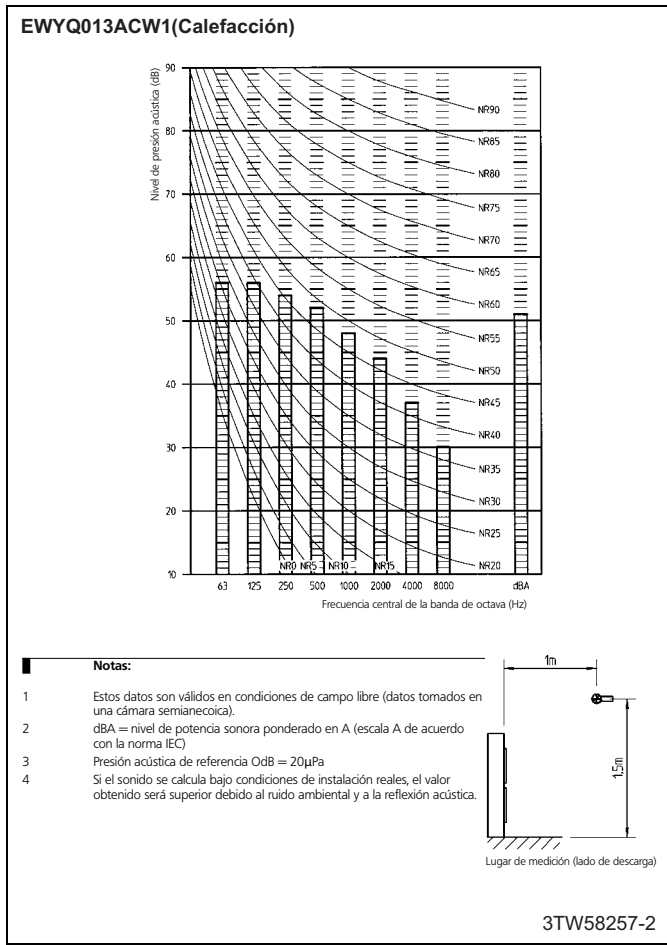 EWYQ013ACW1(Calefacción)
Nivel de presión acústica (dB)
90
80
70
60
50
40
30
20
10
NR90
NR85
NR80
NR75
NR70
NR65
NR60
NR55
NR50
NR45
NR40
NR35
NR30
NR25
NR20
NR0 NR5 NR10 NR15
63 125 250 500 1000 2000 4000 8000 dBA
Frecuencia central de la banda de octava (Hz)
Notas:
1 Estos datos son válidos en condiciones de campo libre (datos tomados en
una cámara semianecoica).
2 dBA = nivel de potencia sonora ponderado en A (escala A de acuerdo
con la norma IEC)
3 Presión acústica de referencia OdB = 20µPa
4 Si el sonido se calcula bajo condiciones de instalación reales, el valor
obtenido será superior debido al ruido ambiental y a la reflexión acústica.
1m
1,5m
Lugar de medición (lado de descarga)
3TW58257-2